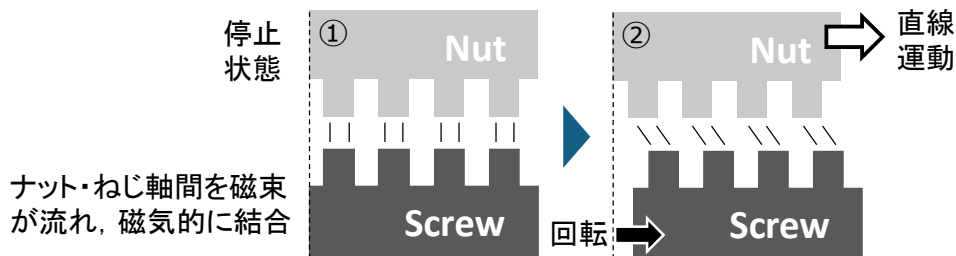 停止
状態
①
Nut
ナット・ねじ軸間を磁束
が流れ，磁気的に結合
Screw
②
Nut
直線
運動
回転
Screw